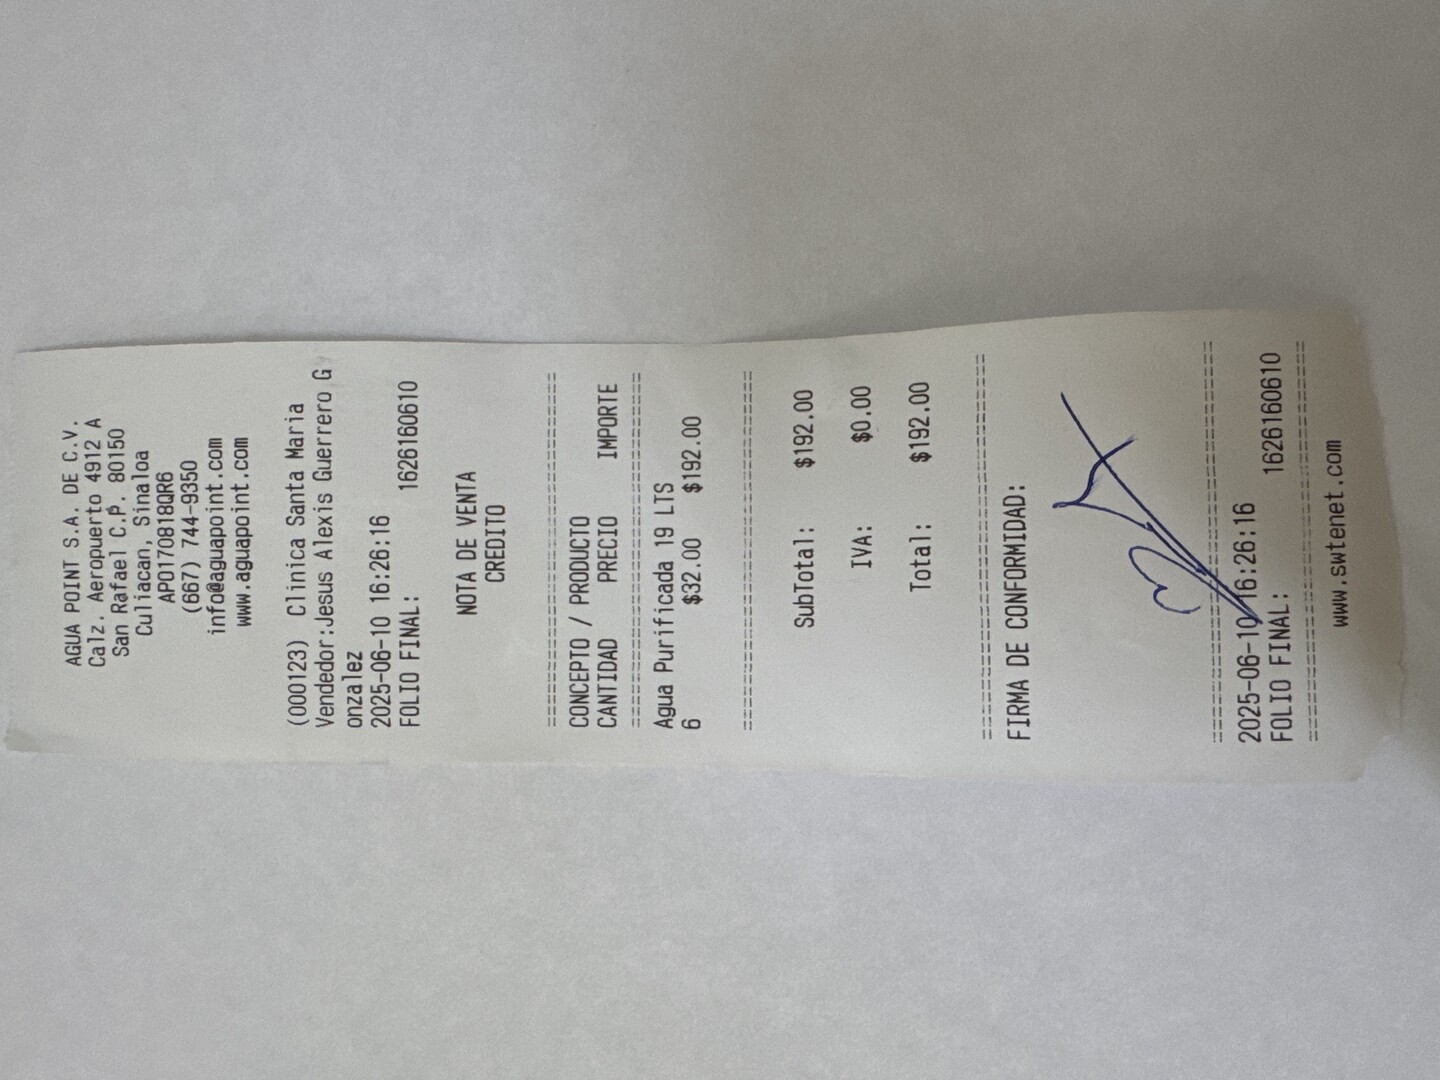 AGUA POINT S.A. DE C.V.
Calz. Aeropuerto 4912 A
San Rafael C.P. 80150
Culiacan, Sinaloa
APO170818QR6
(667) 744-9350
info@aguapoint.com
www.aguapoint.com
(000123) Clinica Santa Maria
Vendedor:Jesus Alexis Guerrero G
onzalez
2025-06-10 16:26:16
FOLIO FINAL: 1626160610
NOTA DE VENTA
CREDITO
CONCEPTO / PRODUCTO
CANTIDAD PRECIO IMPORTE
Agua Purificada 19 LTS
6 $32.00 $192.00
SubTotal: $192.00
IVA: $0.00
Total: $192.00
FIRMA DE CONFORMIDAD:
2025-06-10 16:26:16
FOLIO FINAL: 1626160610
www.swtenet.com